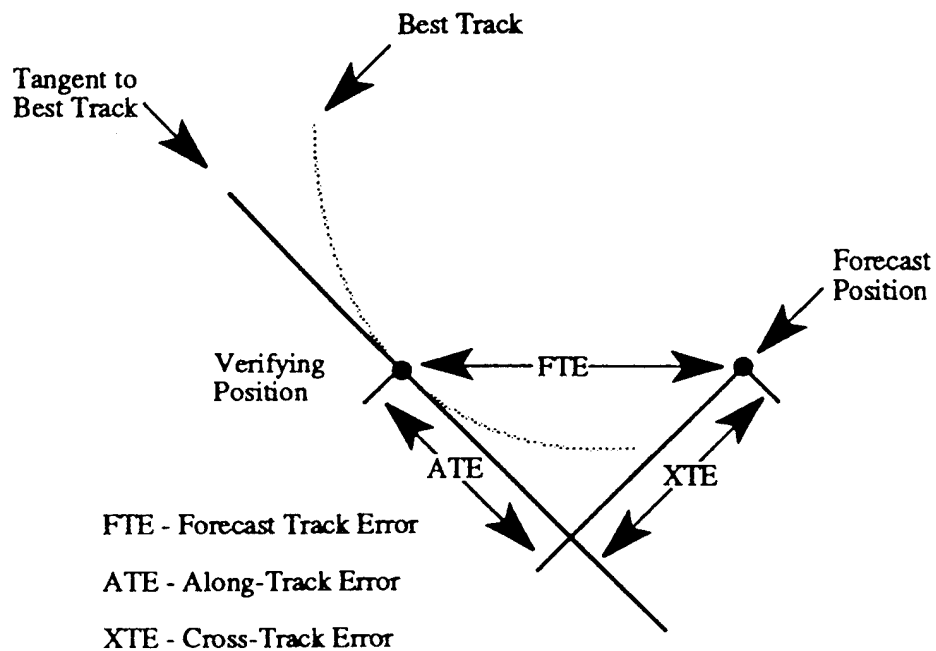 Best Track
Tangent to
Best Track
Forecast
Position
Verifying
Position
FTE
ATE
XTE
FTE - Forecast Track Error
ATE - Along-Track Error
XTE - Cross-Track Error